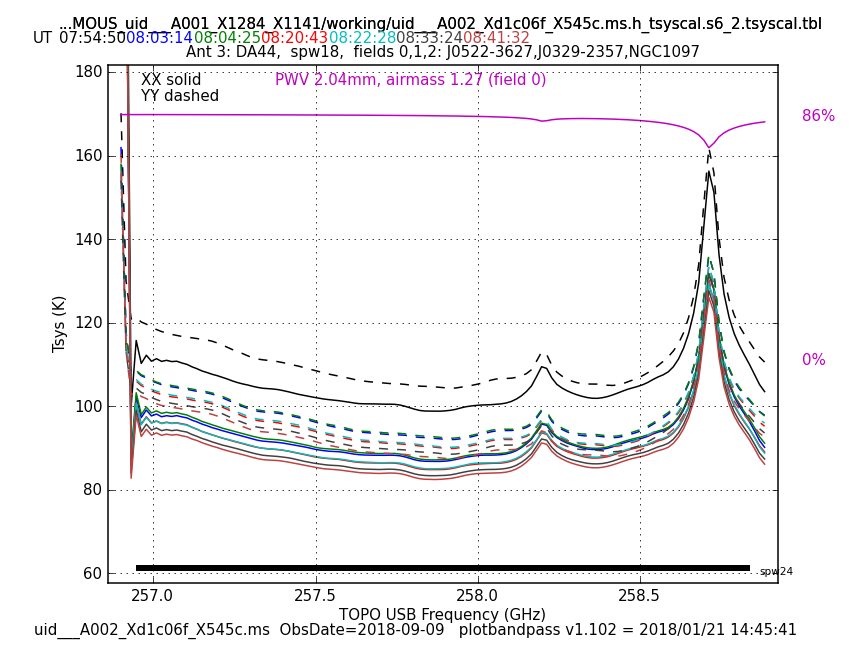 ...MOUS_uid___A001_X1284_X1141/working/uid___A002_Xd1c06f_X545c.ms.h_tsyscal.s6_2.tsyscal.tbl
UT 07:54:50 08:03:14 08:04:25 08:20:43 08:22:28 08:33:24 08:41:32
Ant 3: DA44, spw18, fields 0,1,2: J0522-3627,J0329-2357,NGC1097
XX solid
YY dashed
PWV 2.04mm, airmass 1.27 (field 0)
86%
0%
180
160
140
120
100
80
60
Tsys (K)
spw24
257.0 257.5 258.0 258.5
TOPO USB Frequency (GHz)
uid___A002_Xd1c06f_X545c.ms ObsDate=2018-09-09 plotbandpass v1.102 = 2018/01/21 14:45:41